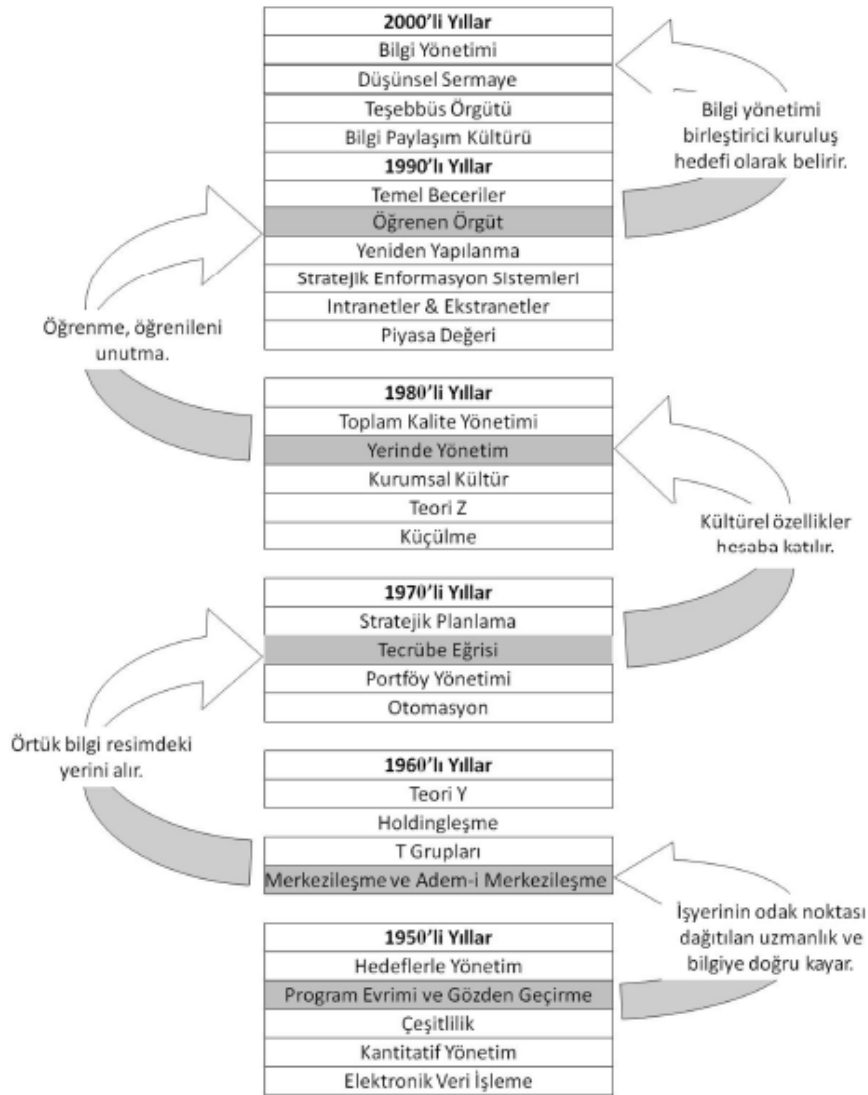 2000'li Yıllar
Bilgi Yönetimi
Düşünsel Sermaye
Teşebbüs Örgütü
Bilgi Paylaşım Kültürü
Bilgi yönetimi
birleştirici kuruluş
hedefi olarak belirir.
1990'lı Yıllar
Temel Beceriler
Öğrenen Örgüt
Yeniden Yapılanma
Stratejik Enformasyon Sistemleri
Intranetler & Ekstranetler
Piyasa Değeri
Öğrenme, öğrenileni
unutma.
1980'li Yıllar
Toplam Kalite Yönetimi
Yerinde Yönetim
Kurumsal Kültür
Teori Z
Küçülme
Kültürel özellikler
hesaba katılır.
1970'li Yıllar
Stratejik Planlama
Tecrübe Eğrisi
Portföy Yönetimi
Otomasyon
Örtük bilgi resimdeki
yerini alır.
1960'lı Yıllar
Teori Y
Holdingleşme
T Grupları
Merkezileşme ve Adem-i Merkezileşme
İşyerinin odak noktası
dağıtılan uzmanlık ve
bilgiye doğru kayar.
1950'li Yıllar
Hedeflerle Yönetim
Program Evrimi ve Gözden Geçirme
Çeşitlilik
Kantitatif Yönetim
Elektronik Veri İşleme